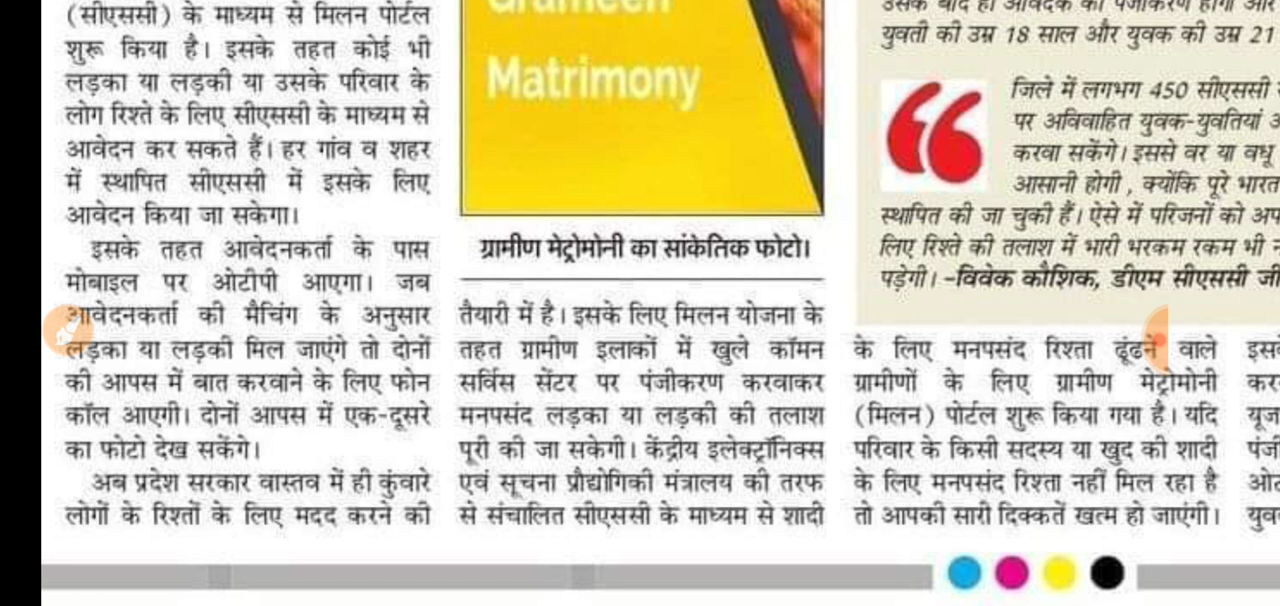 (सीएससी) के माध्यम से मिलन पोर्टल
शुरू किया है। इसके तहत कोई भी
लड़का या लड़की या उसके परिवार के
लोग रिश्ते के लिए सीएससी के माध्यम से
आवेदन कर सकते हैं। हर गांव व शहर
में स्थापित सीएससी में इसके लिए
आवेदन किया जा सकेगा।
इसके तहत आवेदनकर्ता के पास
मोबाइल पर ओटीपी आएगा। जब
आवेदनकर्ता की मैचिंग के अनुसार
लड़का या लड़की मिल जाएंगे तो दोनों
की आपस में बात करवाने के लिए फोन
कॉल आएगी। दोनों आपस में एक-दूसरे
का फोटो देख सकेंगे।
अब प्रदेश सरकार वास्तव में ही कुंवारे
लोगों के रिश्तों के लिए मदद करने की
Grameen
Matrimony
ग्रामीण मेट्रोमोनी का सांकेतिक फोटो।
तैयारी में है। इसके लिए मिलन योजना के
तहत ग्रामीण इलाकों में खुले कॉमन
सर्विस सेंटर पर पंजीकरण करवाकर
मनपसंद लड़का या लड़की की तलाश
पूरी की जा सकेगी। केंद्रीय इलेक्ट्रॉनिक्स
एवं सूचना प्रौद्योगिकी मंत्रालय की तरफ
से संचालित सीएससी के माध्यम से शादी
उसके बाद ही आवेदक का पंजीकरण होगा और
युवती की उम्र 18 साल और युवक की उम्र 21
जिले में लगभग 450 सीएससी
पर अविवाहित युवक-युवतियां
करवा सकेंगे। इससे वर या वधू
आसानी होगी, क्योंकि पूरे भारत
स्थापित की जा चुकी हैं। ऐसे में परिजनों को
लिए रिश्ते की तलाश में भारी भरकम रकम भी
पड़ेगी। -विवेक कौशिक, डीएम सीएससी
के लिए मनपसंद रिश्ता ढूंढने वाले
ग्रामीणों के लिए ग्रामीण मेट्रोमोनी
(मिलन) पोर्टल शुरू किया गया है। यदि
परिवार के किसी सदस्य या खुद की शादी
के लिए मनपसंद रिश्ता नहीं मिल रहा है
तो आपकी सारी दिक्कतें खत्म हो जाएंगी।